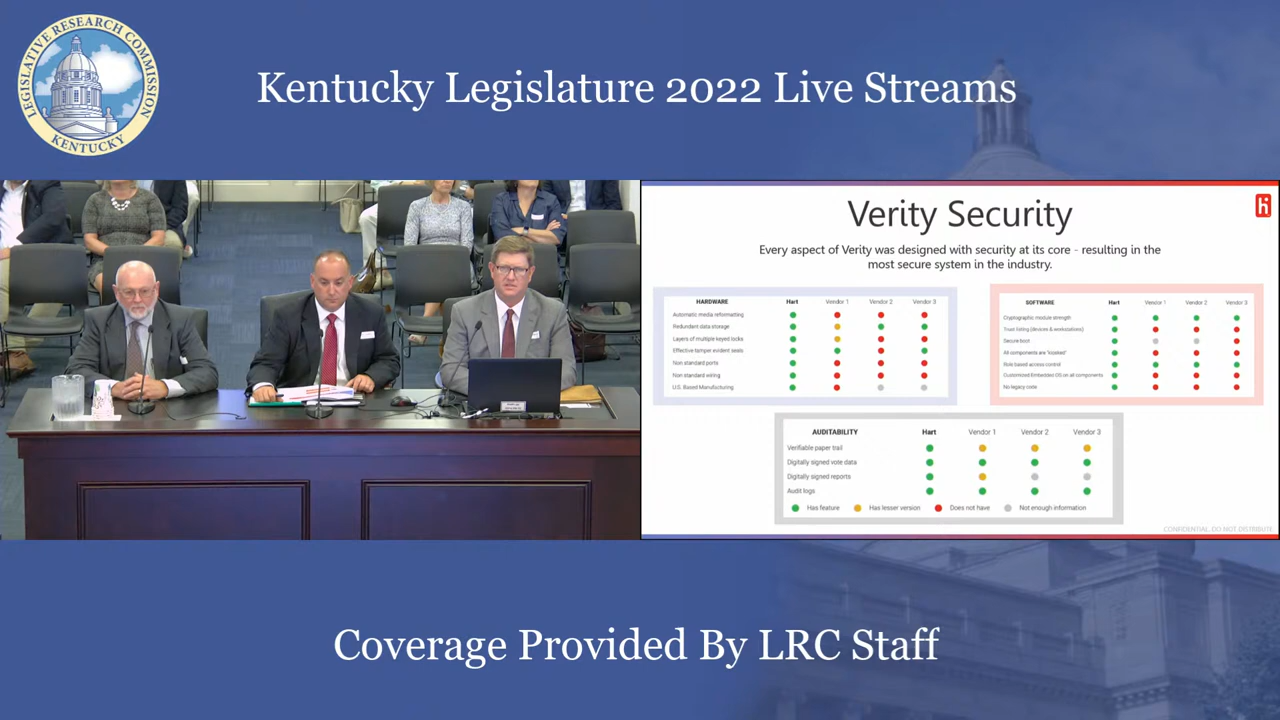 LEGISLATIVE RESEARCH COMMISSION
KENTUCKY
Kentucky Legislature 2022 Live Streams
Verity Security
Every aspect of Verity was designed with security at its core - resulting in the
most secure system in the industry.
HARDWARE Hart Vendor 1 Vendor 2 Vendor 3
Automatic media reformatting
Redundant data storage
Layers of multiple keyed locks
Effective tamper evident seals
Non standard ports
Non standard wiring
U.S. Based Manufacturing
SOFTWARE Hart Vendor 1 Vendor 2 Vendor 3
Cryptographic module strength
Trust listing (devices & workstations)
Secure boot
All components are "kiosked"
Role based access control
Customized Embedded OS on all components
No legacy code
AUDITABILITY Hart Vendor 1 Vendor 2 Vendor 3
Verifiable paper trail
Digitally signed vote data
Digitally signed reports
Audit logs
Has feature Has lesser version Does not have Not enough information
CONFIDENTIAL. DO NOT DISTRIBUTE
Coverage Provided By LRC Staff